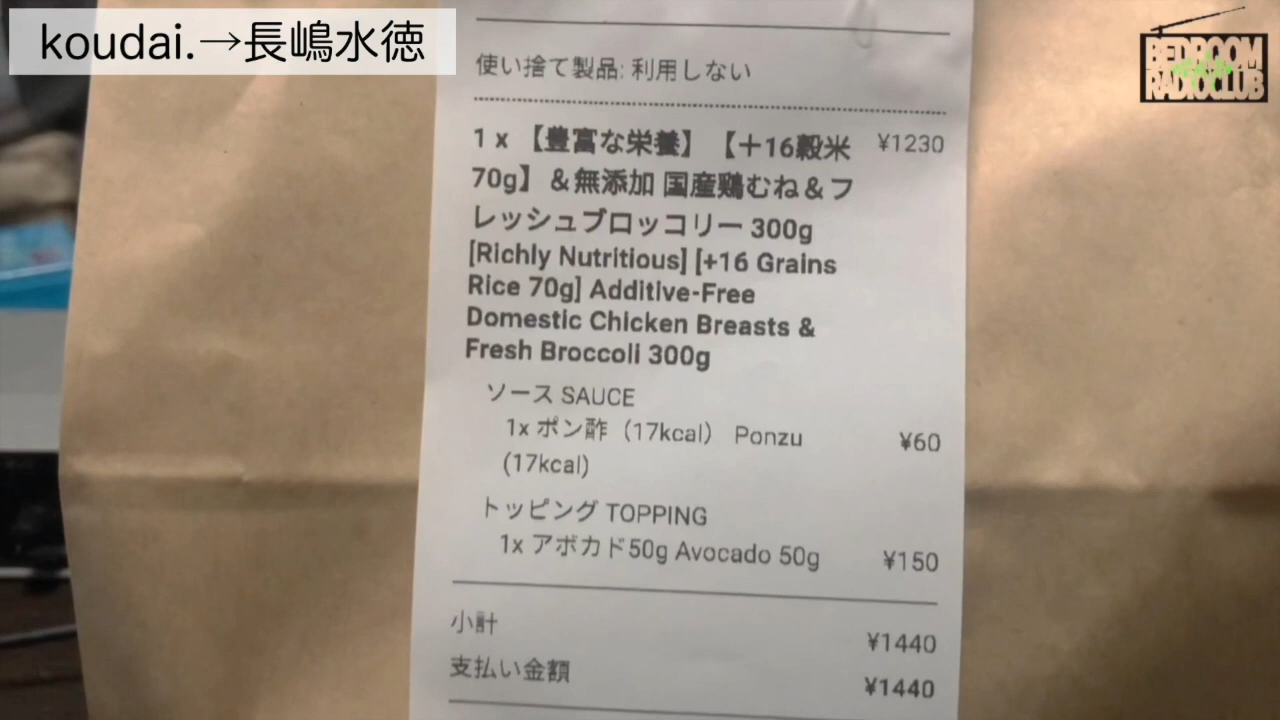 koudai.→長嶋水徳
BEDROOM
RADIOCLUB
使い捨て製品: 利用しない
1 x 【豊富な栄養】【＋16穀米 ¥1230
70g】＆無添加 国産鶏むね＆フ
レッシュブロッコリー 300g
[Richly Nutritious] [+16 Grains
Rice 70g] Additive-Free
Domestic Chicken Breasts &
Fresh Broccoli 300g
ソース SAUCE
1x ポン酢（17kcal） Ponzu ¥60
(17kcal)
トッピング TOPPING
1x アボカド50g Avocado 50g ¥150
小計 ¥1440
支払い金額 ¥1440